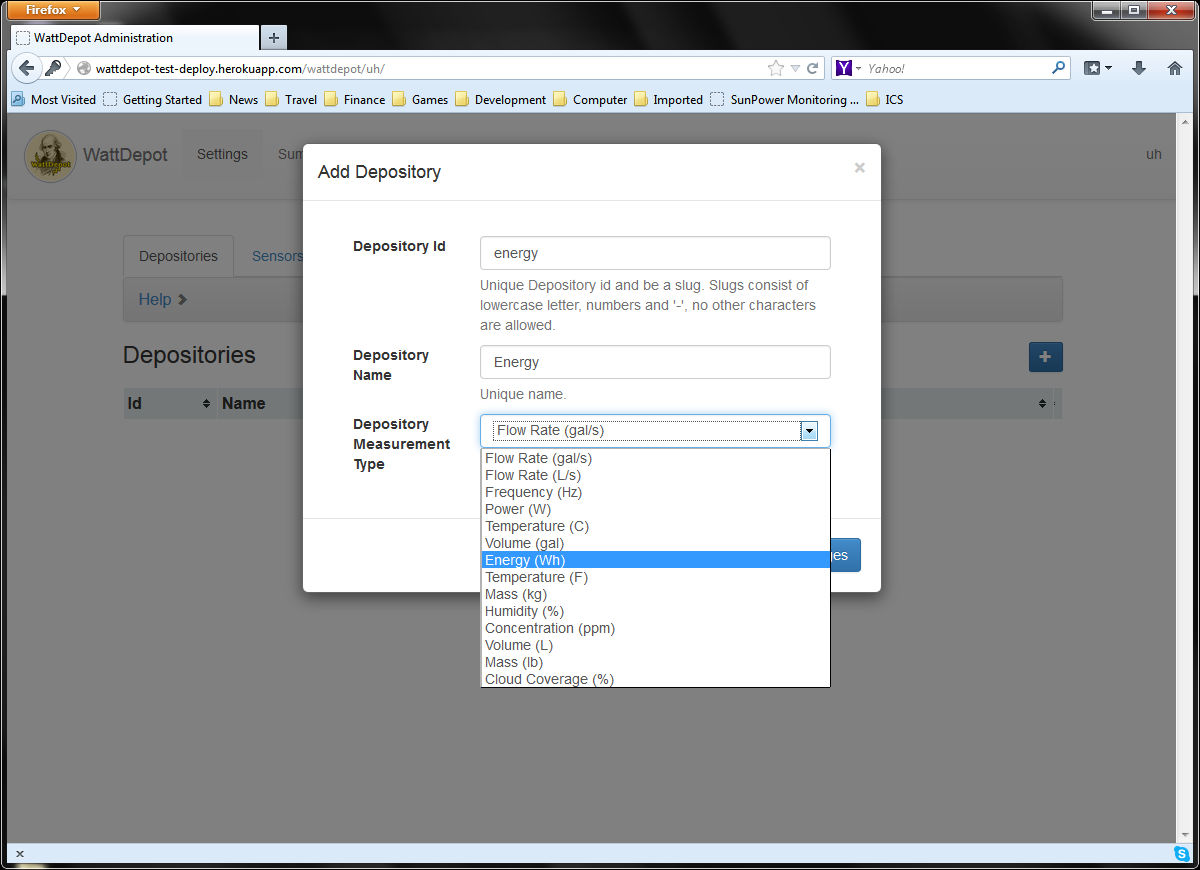 Firefox
WattDepot Administration
wattdepot-test-deploy.herokuapp.com/wattdepot/uh/
Yahoo!
Most Visited Getting Started News Travel Finance Games Development Computer Imported SunPower Monitoring ... ICS
WattDepot
WattDepot Settings Sum uh
Add Depository ×
Depositories Sensors
Help
Depositories
Id Name
Depository Id
energy
Unique Depository id and be a slug. Slugs consist of
lowercase letter, numbers and '-', no other characters
are allowed.
Depository
Name
Energy
Unique name.
Depository
Measurement
Type
Flow Rate (gal/s)
Flow Rate (gal/s)
Flow Rate (L/s)
Frequency (Hz)
Power (W)
Temperature (C)
Volume (gal)
Energy (Wh)
Temperature (F)
Mass (kg)
Humidity (%)
Concentration (ppm)
Volume (L)
Mass (lb)
Cloud Coverage (%)
es